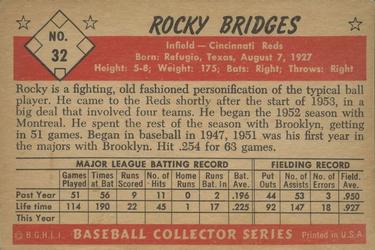 ROCKY BRIDGES
NO.
32
Infield — Cincinnati Reds
Born: Refugio, Texas, August 7, 1927
Height: 5-8; Weight: 175; Bats: Right; Throws: Right
Rocky is a fighting, old fashioned personification of the typical ball
player. He came to the Reds shortly after the start of 1953, in a
big deal that involved four teams. He began the 1952 season with
Montreal. He spent the rest of the season with Brooklyn, getting
in 51 games. Began in baseball in 1947, 1951 was his first year in
the majors with Brooklyn. Hit .254 for 63 games.
MAJOR LEAGUE BATTING RECORD FIELDING RECORD
Games Played Times at Bat Runs Scored No. of Hits Home Runs Runs Bat. In Bat. Avg. Put Outs No. of Assists No. of Errors Field. Avg.
Past Year 51 56 9 11 0 2 .196 44 53 3 .950
Life time 114 190 22 45 1 17 .225 92 147 18 .927
This Year
© B.G.H.L.I. BASEBALL COLLECTOR SERIES Printed in U.S.A.